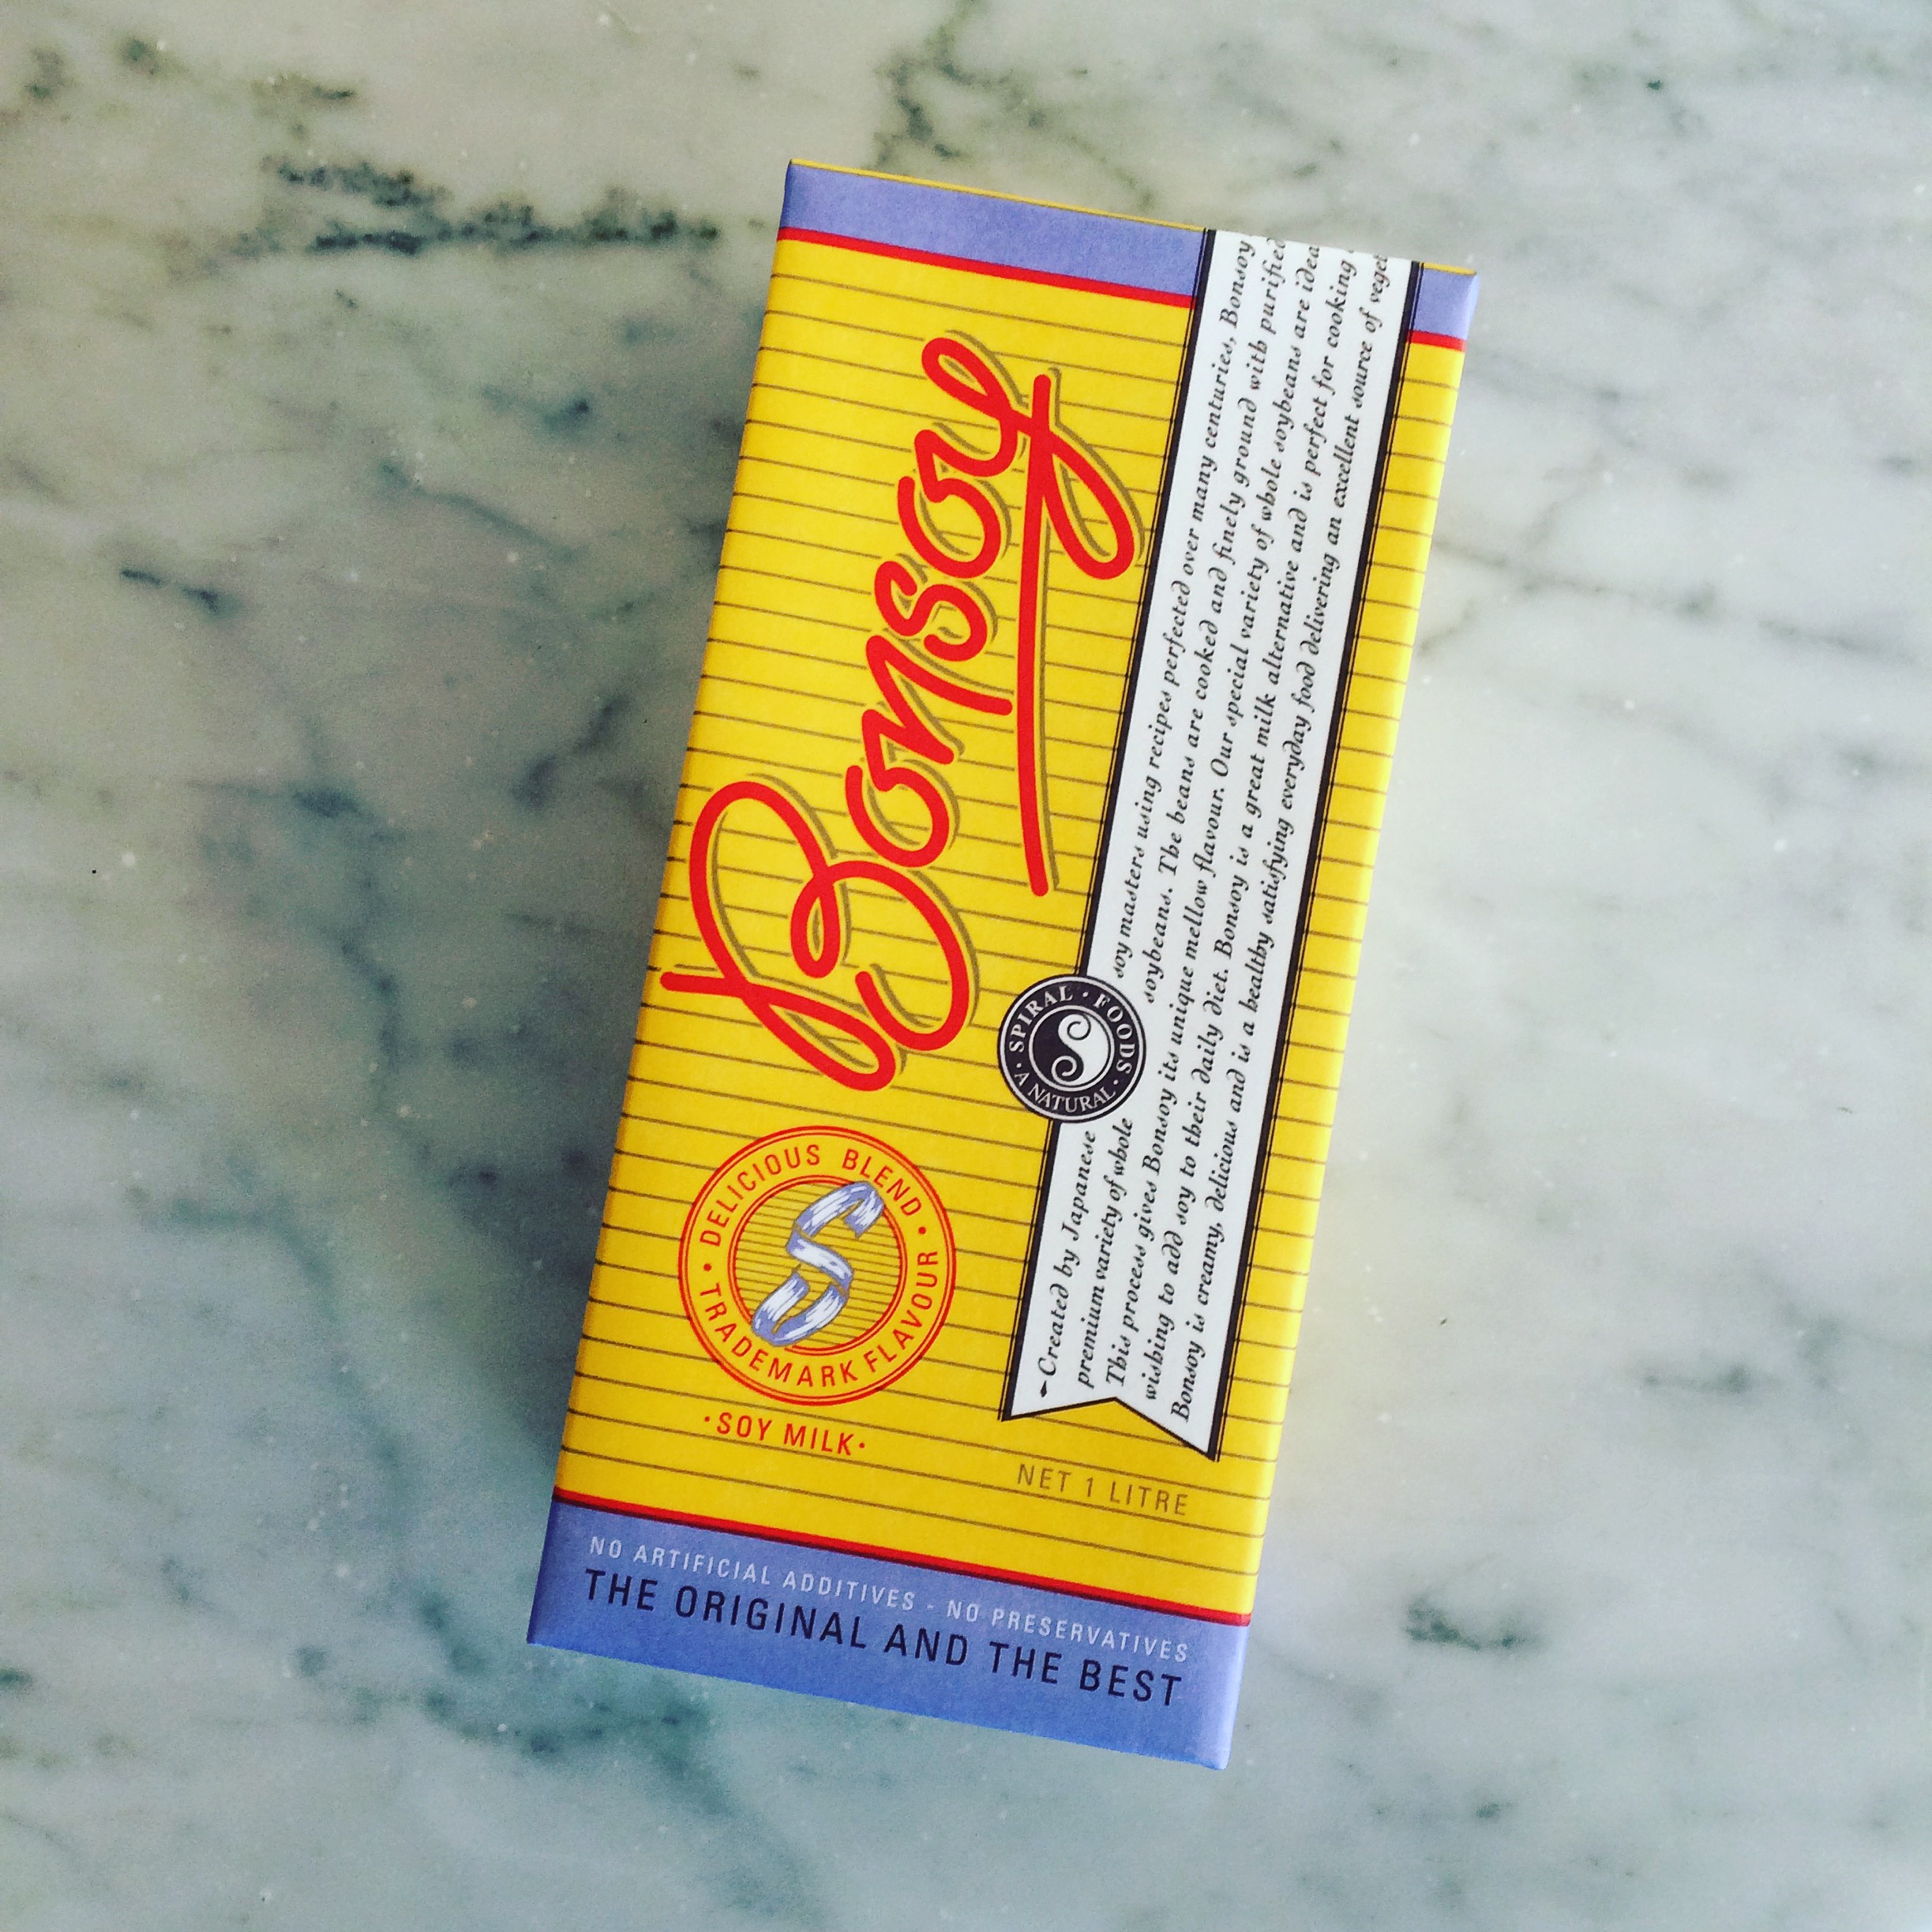 Bonsoy
• DELICIOUS BLEND •
TRADEMARK FLAVOUR
•SOY MILK•
SPIRAL • FOODS •
A NATURAL •
Created by Japanese soy masters using recipes perfected over many centuries, Bonsoy
premium variety of whole soybeans. The beans are cooked and finely ground with purified
This process gives Bonsoy its unique mellow flavour. Our special variety of whole soybeans are idea
wishing to add soy to their daily diet. Bonsoy is a great milk alternative and is perfect for cooking
Bonsoy is creamy, delicious and is a healthy satisfying everyday food delivering an excellent source of veget
NET 1 LITRE
NO ARTIFICIAL ADDITIVES - NO PRESERVATIVES
THE ORIGINAL AND THE BEST